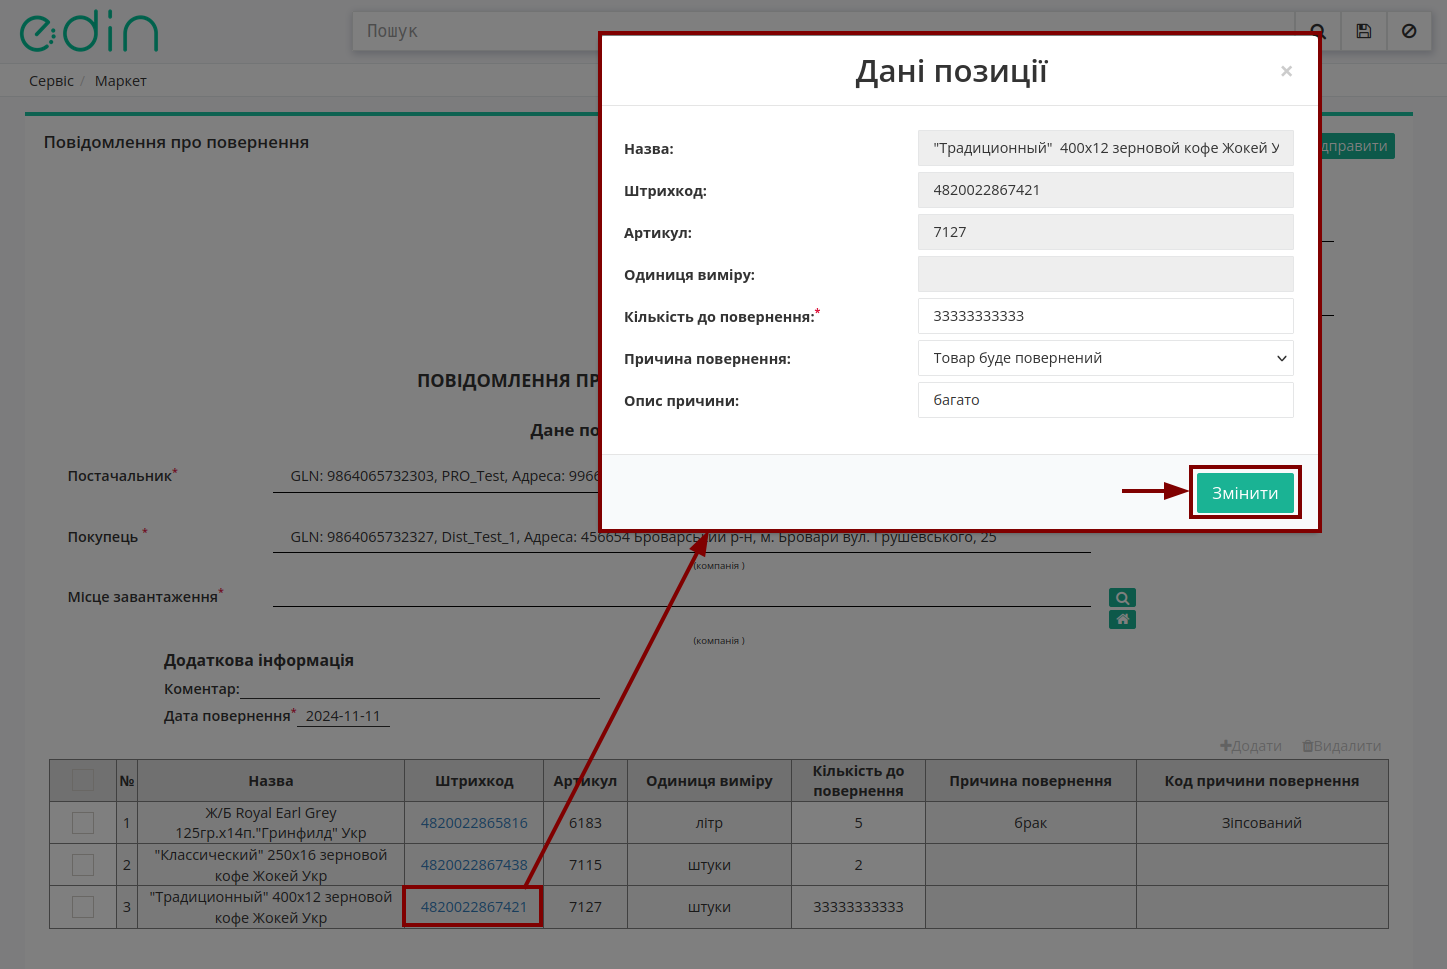 edin
Пошук
Сервіс / Маркет
Повідомлення про повернення
дправити
Дані позиції
×
Назва: "Традиционный" 400х12 зерновой кофе Жокей У
Штрихкод: 4820022867421
Артикул: 7127
Одиниця виміру:
Кількість до повернення:* 33333333333
Причина повернення: Товар буде повернений
Опис причини: багато
Змінити
ПОВІДОМЛЕННЯ ПР
Дане по
Постачальник* GLN: 9864065732303, PRO_Test, Адреса: 9966
Покупець * GLN: 9864065732327, Dist_Test_1, Адреса: 456654 Броварський р-н, м. Бровари вул. Грушевського, 25
(компанія )
Місце завантаження*
(компанія )
Додаткова інформація
Коментар:
Дата повернення* 2024-11-11
Додати Видалити
№ Назва Штрихкод Артикул Одиниця виміру Кількість до повернення Причина повернення Код причини повернення
1 Ж/Б Royal Earl Grey 125гр.х14п."Гринфилд" Укр 4820022865816 6183 літр 5 брак Зіпсований
2 "Классический" 250х16 зерновой кофе Жокей Укр 4820022867438 7115 штуки 2
3 "Традиционный" 400х12 зерновой кофе Жокей Укр 4820022867421 7127 штуки 33333333333